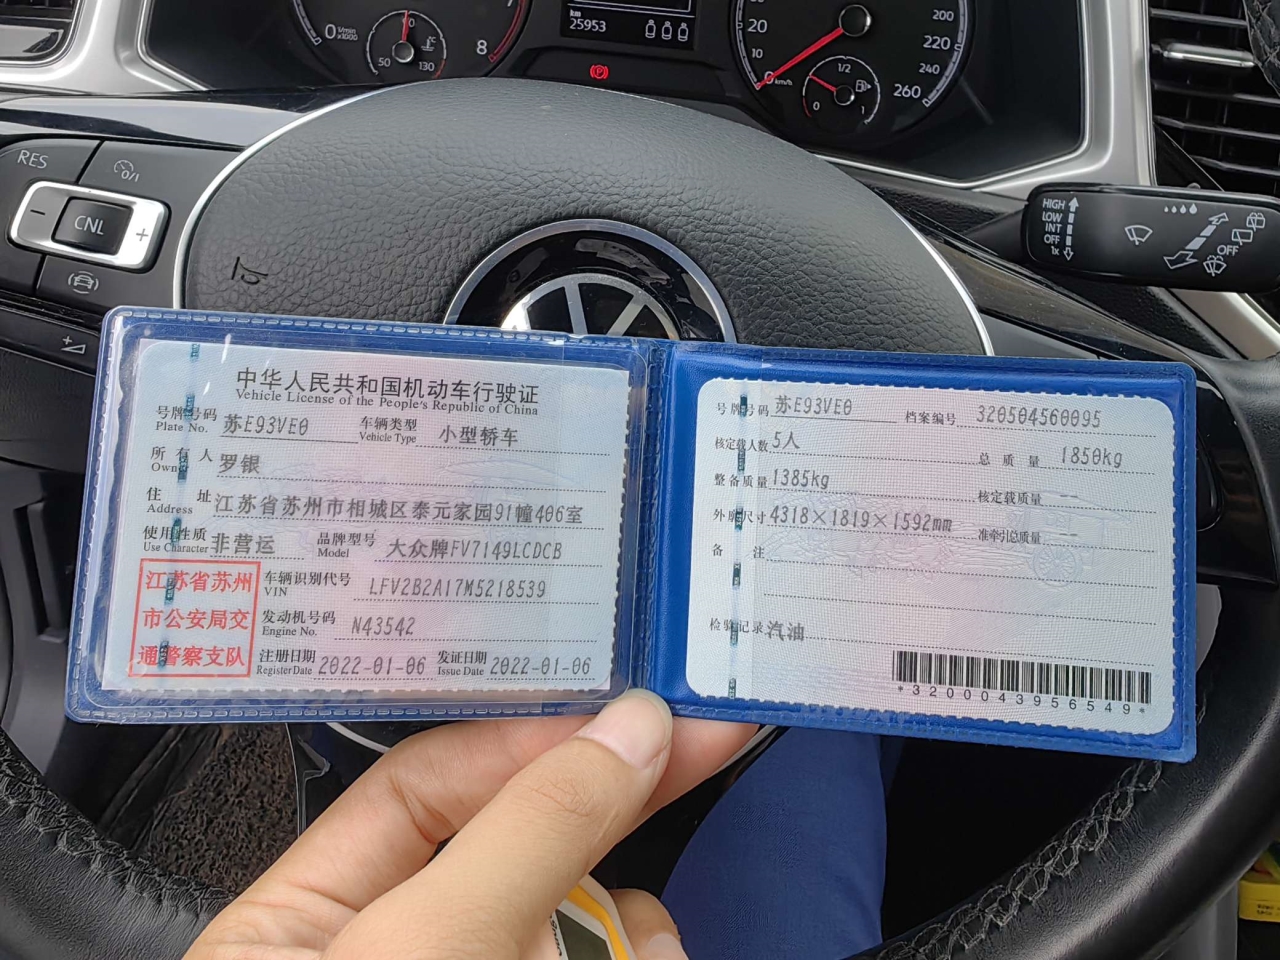 0 1/min x1000
8
50
130
km
25953
20
10
0 km/h
0
1/2
1
200
220
240
260
RES
CNL
HIGH
LOW
INT
OFF
1x
OFF
中华人民共和国机动车行驶证
Vehicle License of the People's Republic of China
号牌号码 苏E93VE0 车辆类型 小型轿车
Plate No. Vehicle Type
所有人 罗银
Owner
住址 江苏省苏州市相城区泰元家园91幢406室
Address
使用性质 非营运 品牌型号 大众牌FV7149LCDCB
Use Character Model
江苏省苏州
市公安局交
通警察支队
车辆识别代号 LFV2B2A17M5218539
VIN
发动机号码 N43542
Engine No.
注册日期 2022-01-06 发证日期 2022-01-06
Register Date Issue Date
号牌号码 苏E93VE0 档案编号 320504560095
核定载人数 5人 总质量 1850kg
整备质量 1385kg 核定载质量 --
外廓尺寸 4318×1819×1592mm 准牵引总质量 --
备注
检验记录 汽油
*3200043956549*